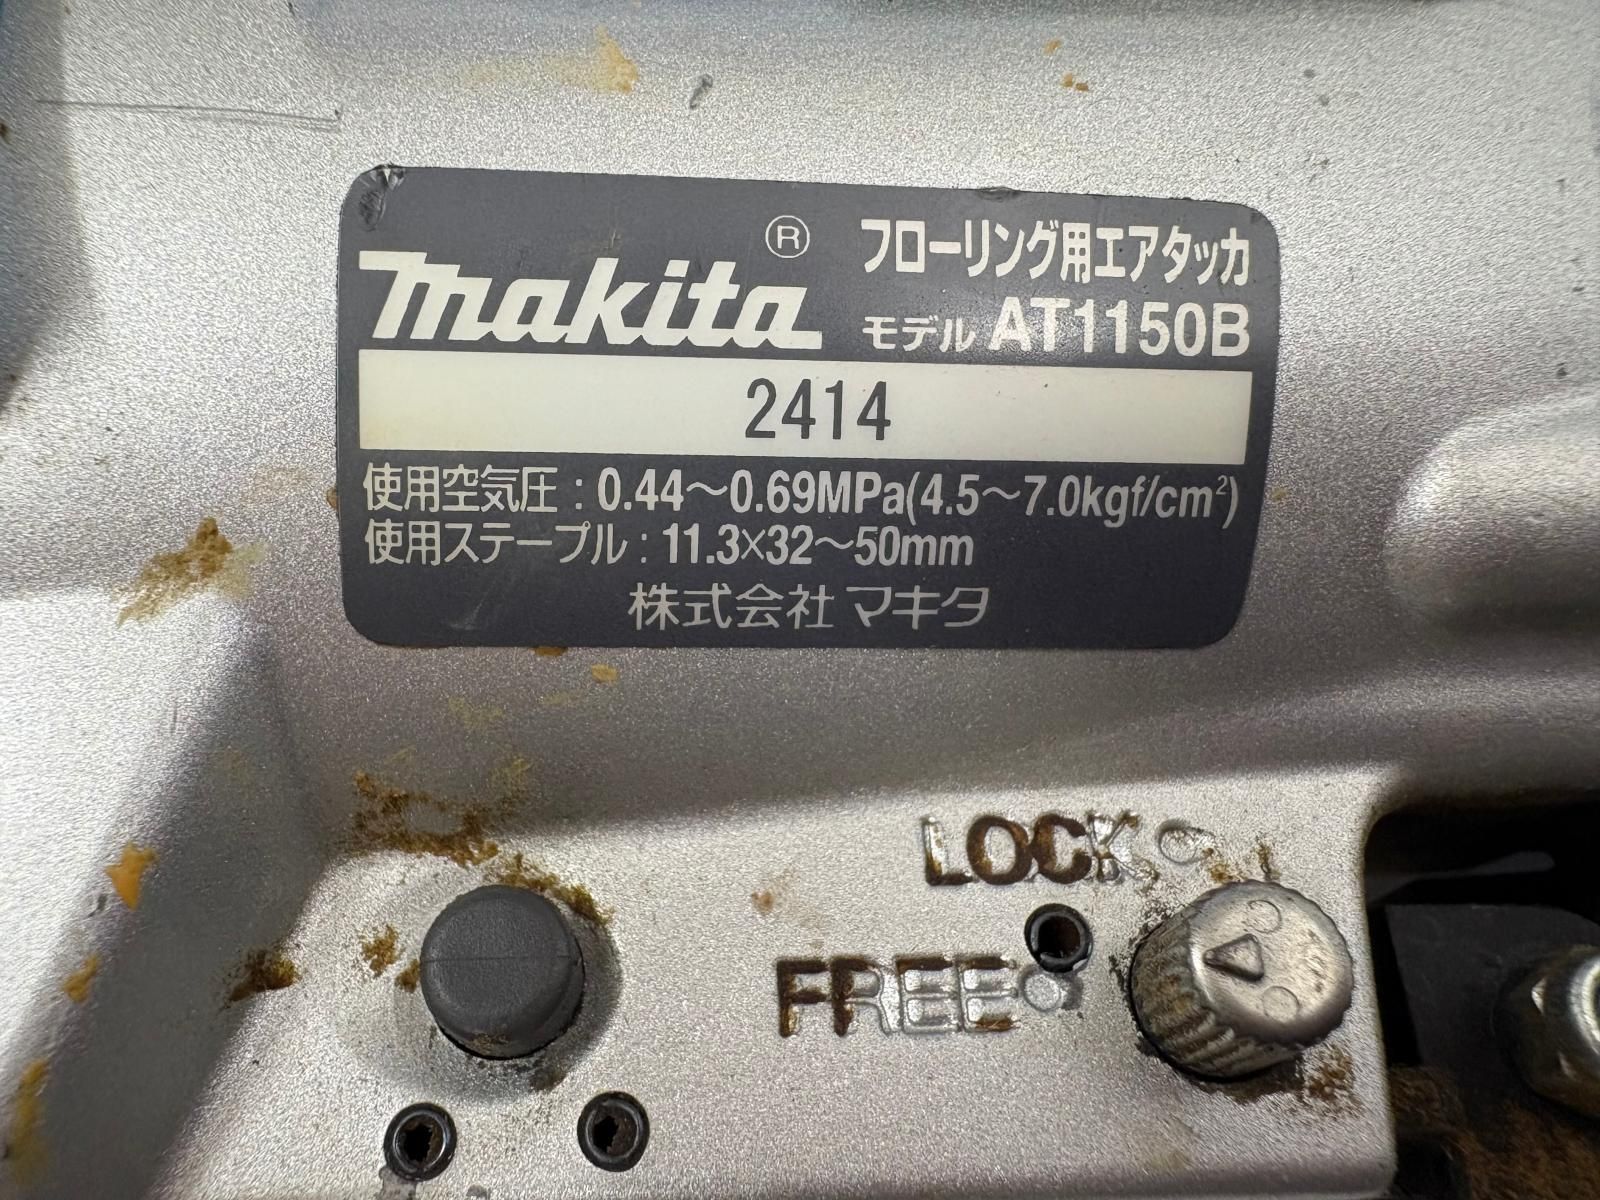 makita® フローリング用エアタッカ
モデル AT1150B
2414
使用空気圧：0.44～0.69MPa(4.5～7.0kgf/cm²)
使用ステープル：11.3×32～50mm
株式会社マキタ
LOCK
FREE